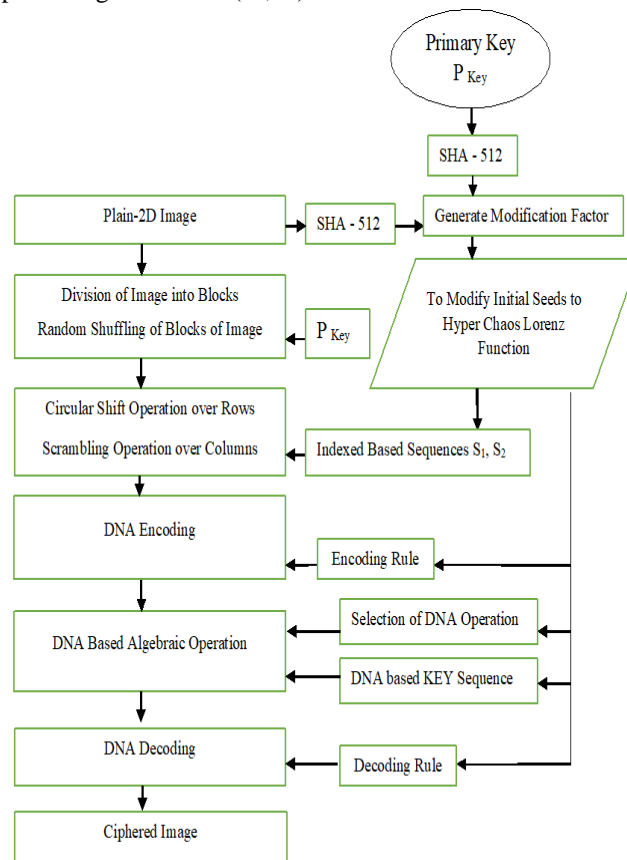 Primary Key
P Key
SHA - 512
Plain-2D Image
SHA - 512
Generate Modification Factor
Division of Image into Blocks
Random Shuffling of Blocks of Image
P Key
To Modify Initial Seeds to
Hyper Chaos Lorenz
Function
Circular Shift Operation over Rows
Scrambling Operation over Columns
Indexed Based Sequences S₁, S₂
DNA Encoding
Encoding Rule
DNA Based Algebraic Operation
Selection of DNA Operation
DNA based KEY Sequence
DNA Decoding
Decoding Rule
Ciphered Image